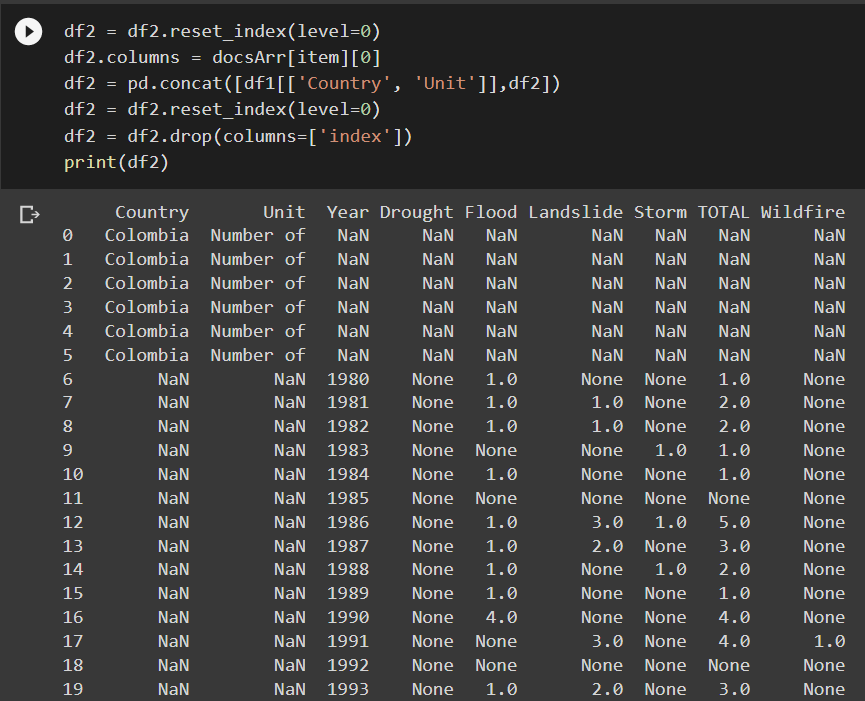 df2 = df2.reset_index(level=0)
df2.columns = docsArr[item][0]
df2 = pd.concat([df1[['Country', 'Unit']],df2])
df2 = df2.reset_index(level=0)
df2 = df2.drop(columns=['index'])
print(df2)
Country Unit Year Drought Flood Landslide Storm TOTAL Wildfire
0 Colombia Number of NaN NaN NaN NaN NaN NaN NaN
1 Colombia Number of NaN NaN NaN NaN NaN NaN NaN
2 Colombia Number of NaN NaN NaN NaN NaN NaN NaN
3 Colombia Number of NaN NaN NaN NaN NaN NaN NaN
4 Colombia Number of NaN NaN NaN NaN NaN NaN NaN
5 Colombia Number of NaN NaN NaN NaN NaN NaN NaN
6 NaN NaN 1980 None 1.0 None None 1.0 None
7 NaN NaN 1981 None 1.0 1.0 None 2.0 None
8 NaN NaN 1982 None 1.0 1.0 None 2.0 None
9 NaN NaN 1983 None None None 1.0 1.0 None
10 NaN NaN 1984 None 1.0 None None 1.0 None
11 NaN NaN 1985 None None None None None None
12 NaN NaN 1986 None 1.0 3.0 1.0 5.0 None
13 NaN NaN 1987 None 1.0 2.0 None 3.0 None
14 NaN NaN 1988 None 1.0 None 1.0 2.0 None
15 NaN NaN 1989 None 1.0 None None 1.0 None
16 NaN NaN 1990 None 4.0 None None 4.0 None
17 NaN NaN 1991 None None 3.0 None 4.0 1.0
18 NaN NaN 1992 None None None None None None
19 NaN NaN 1993 None 1.0 2.0 None 3.0 None